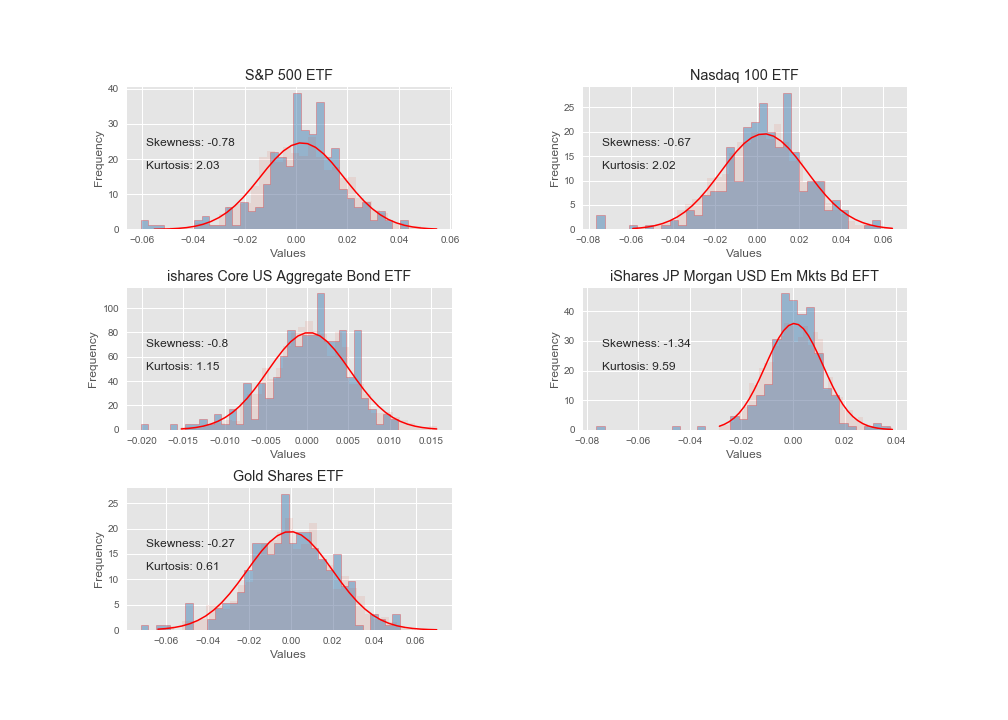 S&P 500 ETF
40
30
20
10
0
Frequency
Skewness: -0.78
Kurtosis: 2.03
−0.06 −0.04 −0.02 0.00 0.02 0.04 0.06
Values
Nasdaq 100 ETF
25
20
15
10
5
0
Frequency
Skewness: -0.67
Kurtosis: 2.02
−0.08 −0.06 −0.04 −0.02 0.00 0.02 0.04 0.06
Values
ishares Core US Aggregate Bond ETF
100
80
60
40
20
0
Frequency
Skewness: -0.8
Kurtosis: 1.15
−0.020 −0.015 −0.010 −0.005 0.000 0.005 0.010 0.015
Values
iShares JP Morgan USD Em Mkts Bd EFT
40
30
20
10
0
Frequency
Skewness: -1.34
Kurtosis: 9.59
−0.08 −0.06 −0.04 −0.02 0.00 0.02 0.04
Values
Gold Shares ETF
25
20
15
10
5
0
Frequency
Skewness: -0.27
Kurtosis: 0.61
−0.06 −0.04 −0.02 0.00 0.02 0.04 0.06
Values